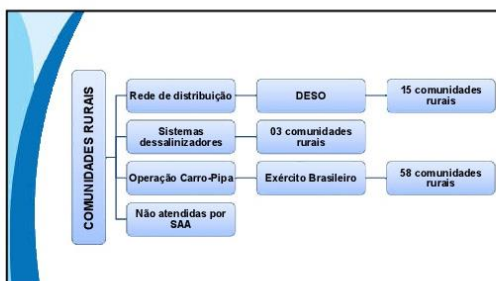 COMUNIDADES RURAIS
Rede de distribuição
DESO
15 comunidades
rurais
Sistemas
dessalinizadores
03 comunidades
rurais
Operação Carro-Pipa
Exército Brasileiro
58 comunidades
rurais
Não atendidas por
SAA